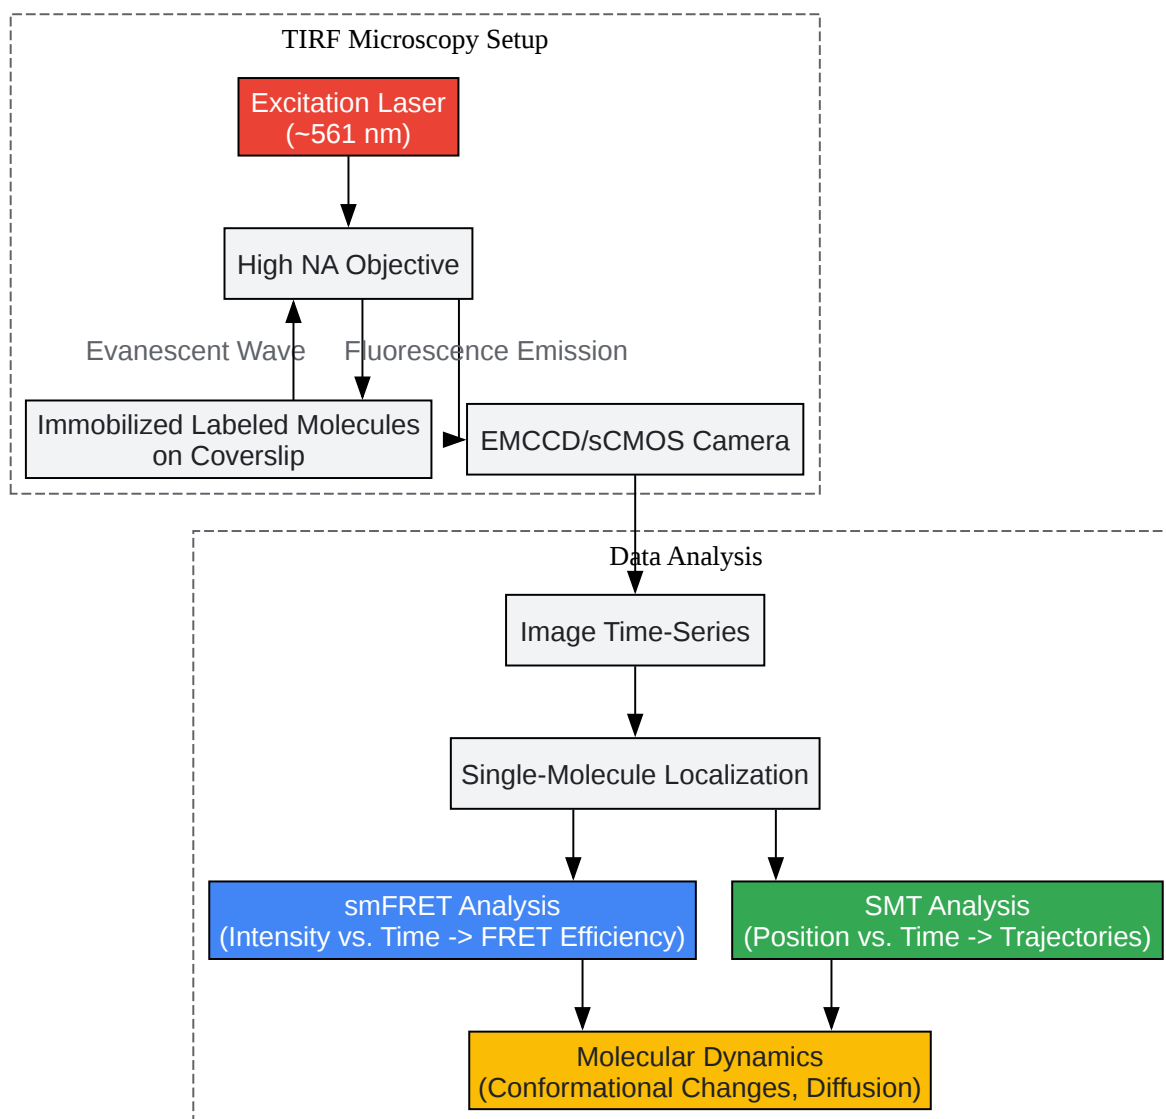 TIRF Microscopy Setup
Excitation Laser
(~561 nm)
High NA Objective
Evanescent Wave
Fluorescence Emission
Immobilized Labeled Molecules
on Coverslip
EMCCD/sCMOS Camera
Data Analysis
Image Time-Series
Single-Molecule Localization
smFRET Analysis
(Intensity vs. Time -> FRET Efficiency)
SMT Analysis
(Position vs. Time -> Trajectories)
Molecular Dynamics
(Conformational Changes, Diffusion)